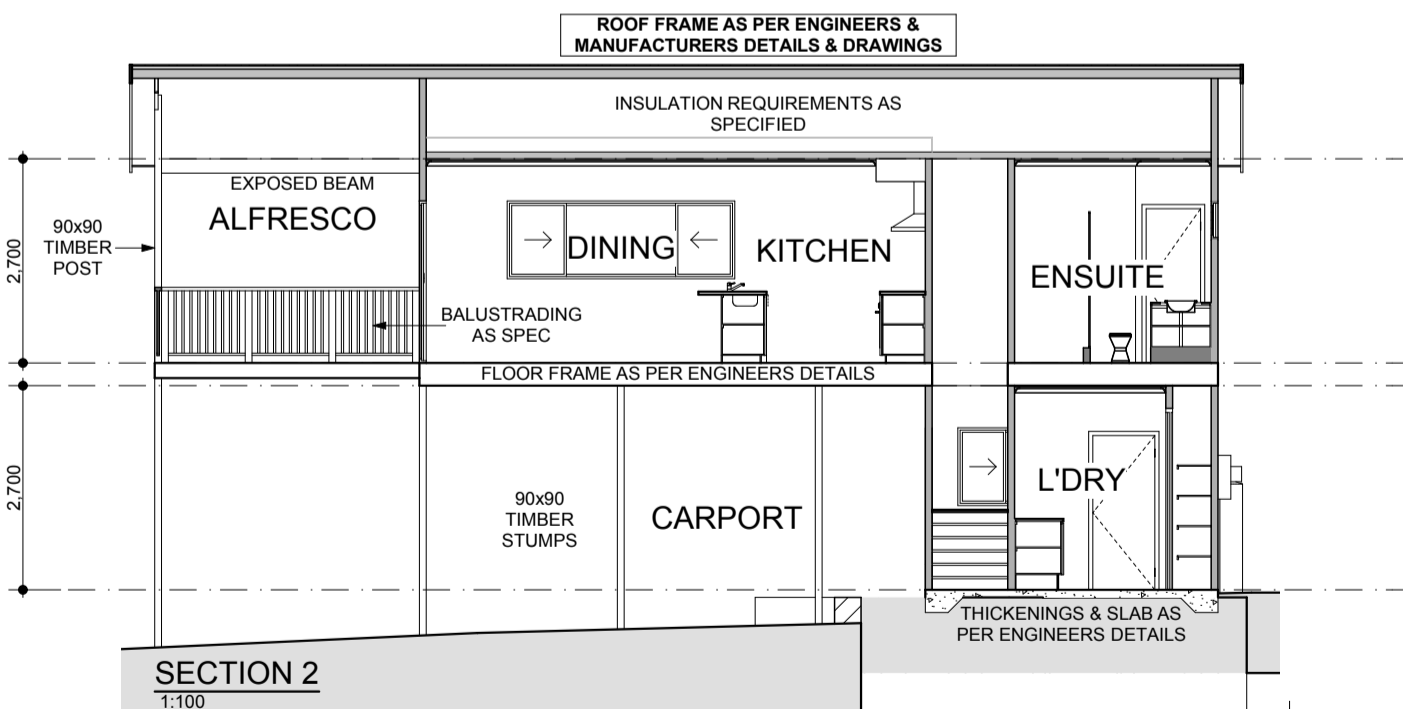 ROOF FRAME AS PER ENGINEERS &
MANUFACTURERS DETAILS & DRAWINGS
INSULATION REQUIREMENTS AS
SPECIFIED
EXPOSED BEAM
ALFRESCO
90x90
TIMBER
POST
2,700
DINING
KITCHEN
ENSUITE
BALUSTRADING
AS SPEC
FLOOR FRAME AS PER ENGINEERS DETAILS
2,700
90x90
TIMBER
STUMPS
CARPORT
L'DRY
THICKENINGS & SLAB AS
PER ENGINEERS DETAILS
SECTION 2
1:100